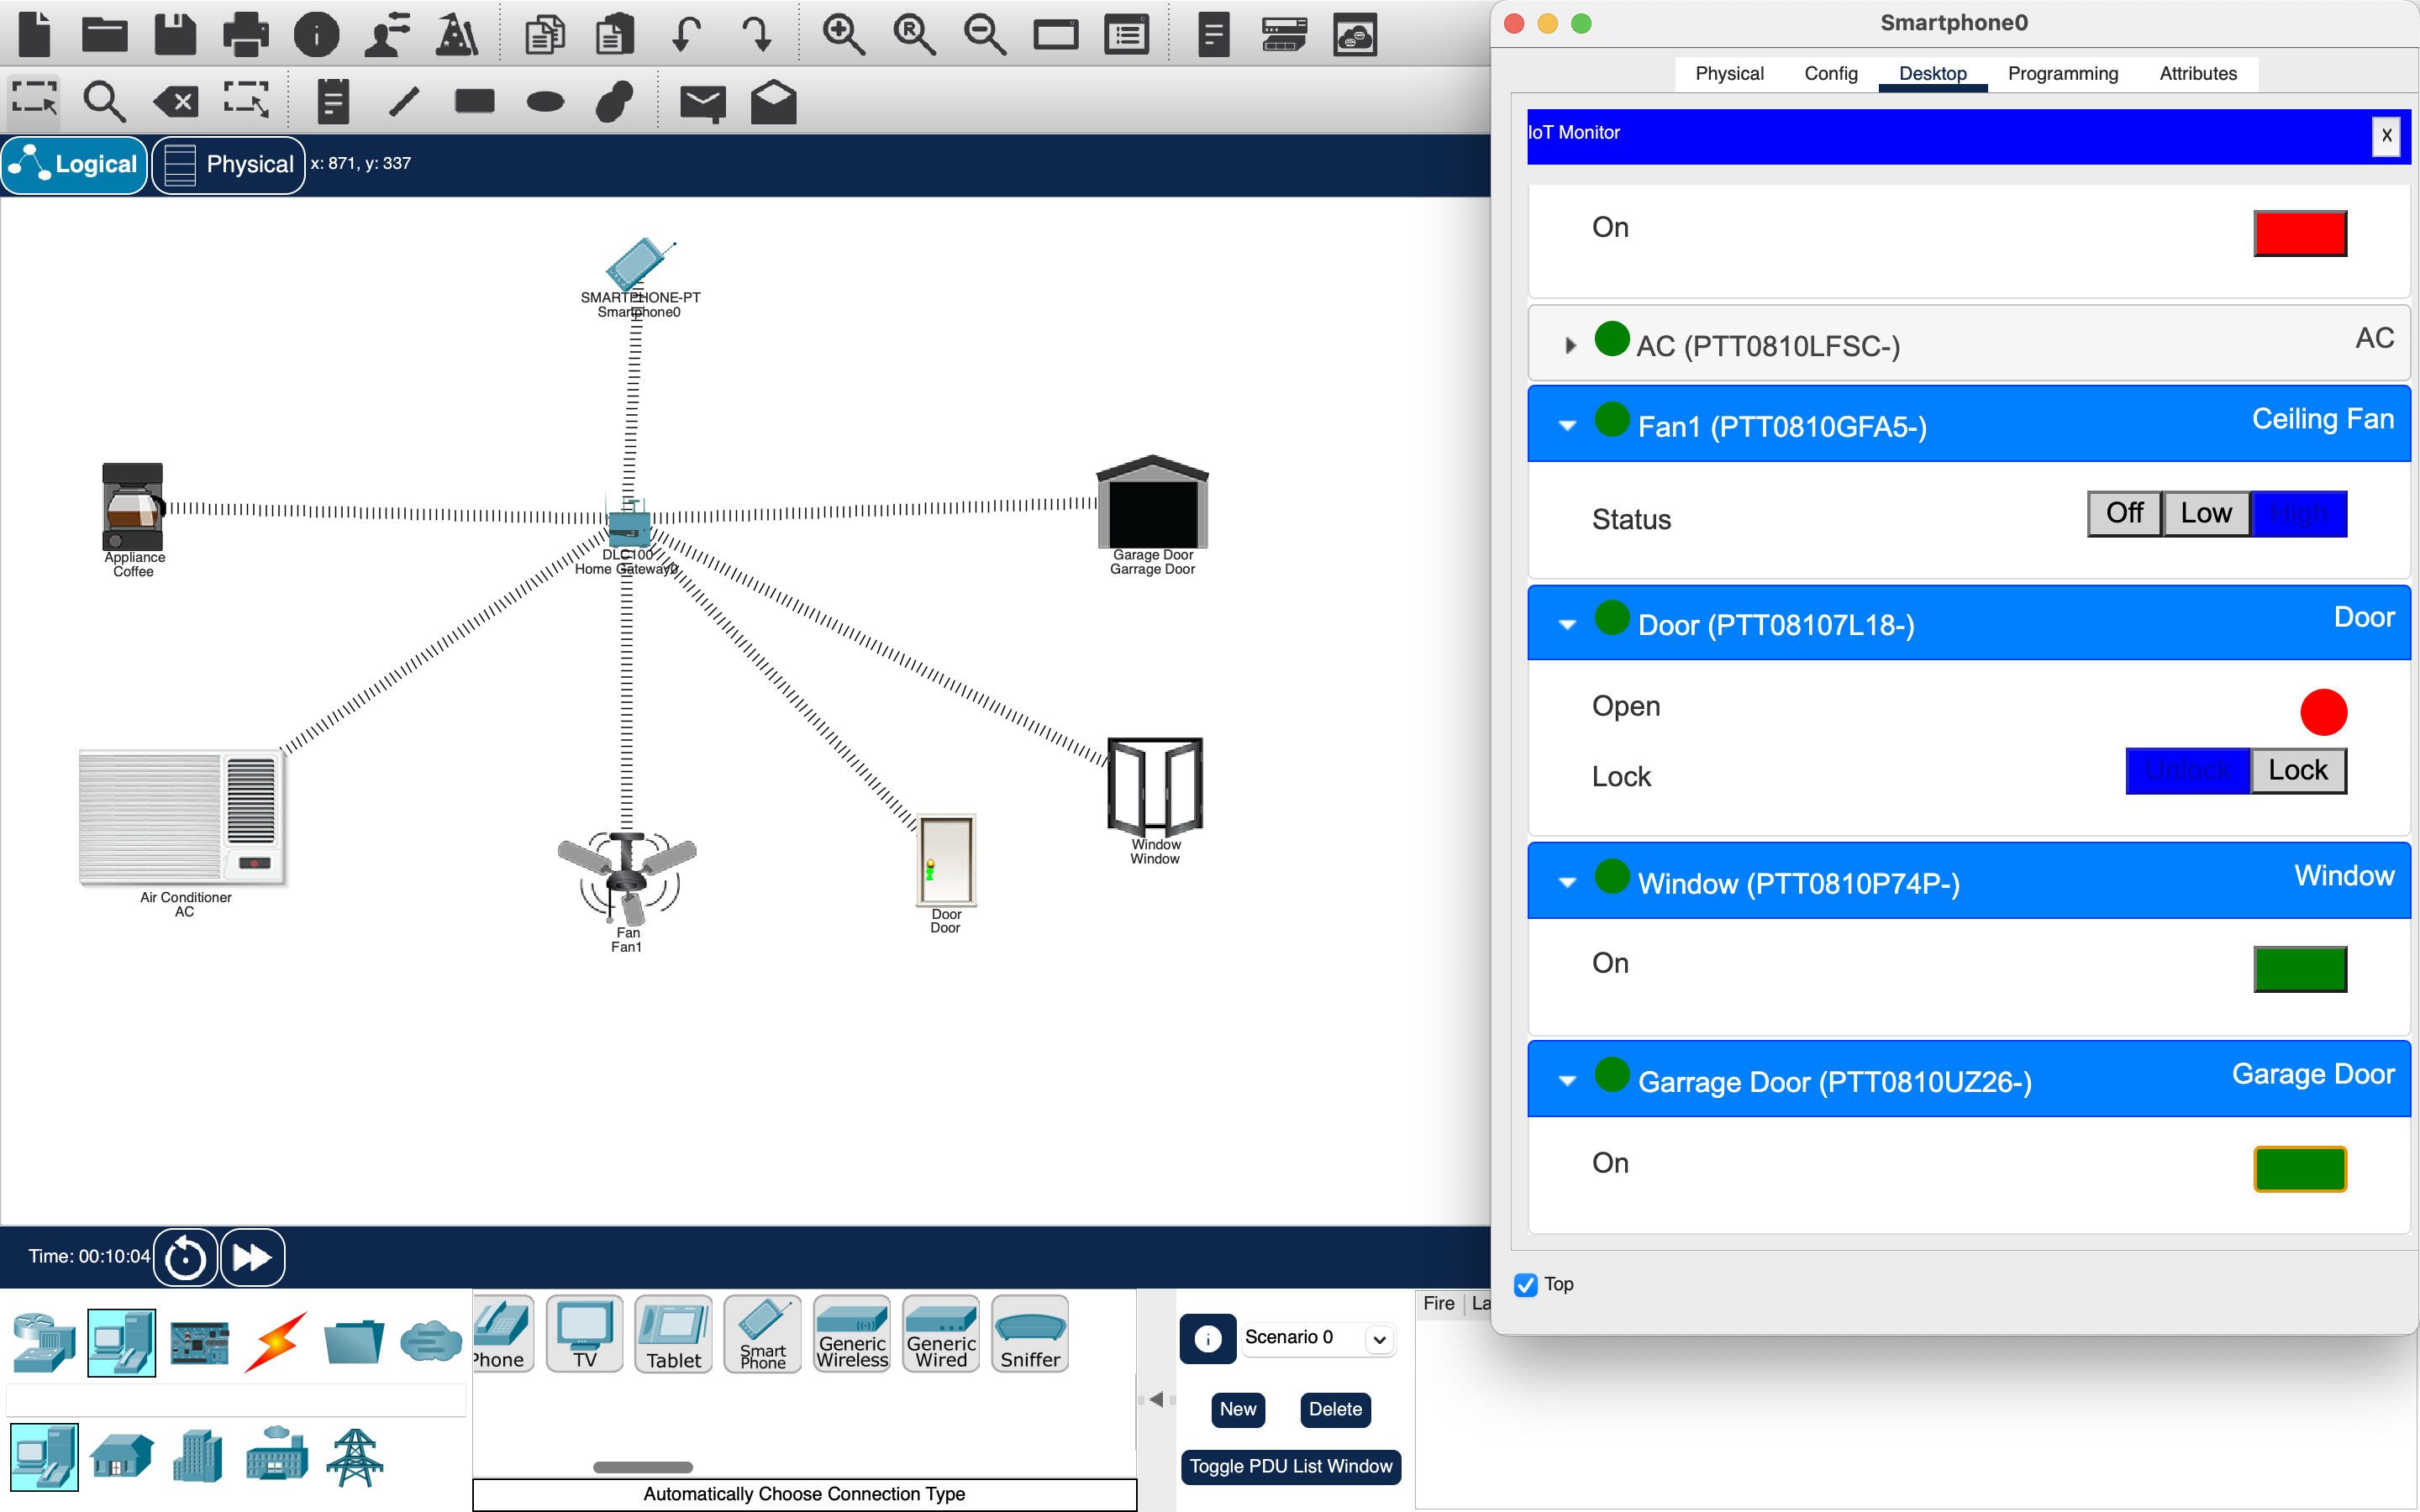 Smartphone0
Physical
Config
Desktop
Programming
Attributes
IoT Monitor
X
Logical
Physical
x: 871, y: 337
On
AC (PTT0810LFSC-)
AC
Fan1 (PTT0810GFA5-)
Ceiling Fan
Status
Off
Low
High
Door (PTT08107L18-)
Door
Open
Lock
Unlock
Lock
Window (PTT0810P74P-)
Window
On
Garrage Door (PTT0810UZ26-)
Garage Door
On
Top
SMARTPHONE-PT
Smartphone0
Appliance
Coffee
DLC100
Home Gateway0
Garage Door
Garrage Door
Air Conditioner
AC
Fan
Fan1
Door
Door
Window
Window
Time: 00:10:04
Phone
TV
Tablet
Smart
Phone
Generic
Wireless
Generic
Wired
Sniffer
Scenario 0
Fire
La
New
Delete
Toggle PDU List Window
Automatically Choose Connection Type